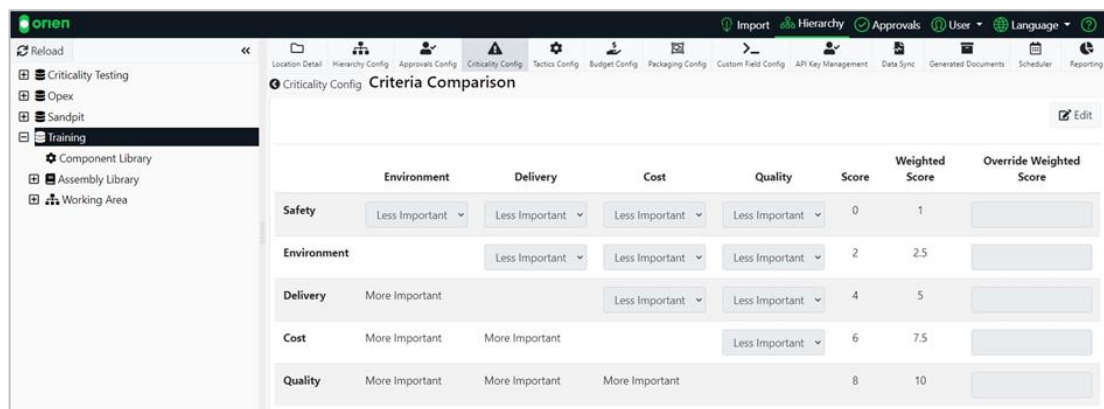 orien Import Hierarchy Approvals User Language
Reload
Location Detail Hierarchy Config Approvals Config Criticality Config Tactics Config Budget Config Packaging Config Custom Field Config API Key Management Data Sync Generated Documents Scheduler Reporting
Criticality Testing
Opex
Sandpit
Training
Component Library
Assembly Library
Working Area
Criticality Config Criteria Comparison
Edit
Environment Delivery Cost Quality Score Weighted Score Override Weighted Score
Safety Less Important Less Important Less Important Less Important 0 1
Environment Less Important Less Important Less Important 2 2.5
Delivery More Important Less Important Less Important 4 5
Cost More Important More Important Less Important 6 7.5
Quality More Important More Important More Important 8 10